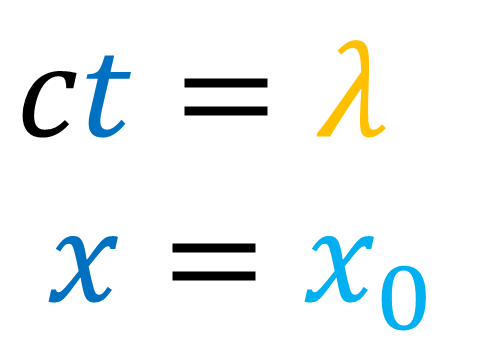 ct = λ
x = x₀